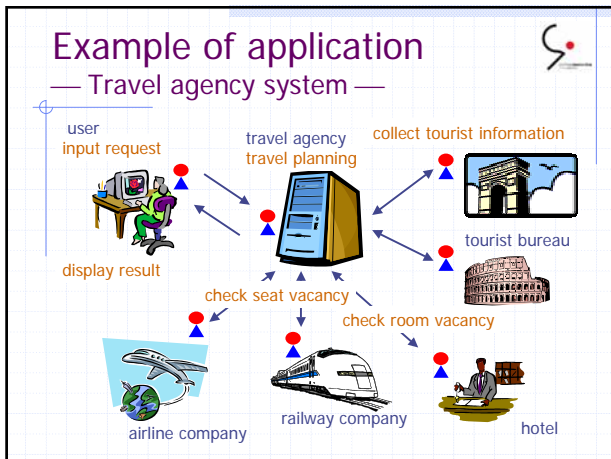 Example of application
— Travel agency system —
user
input request
travel agency
travel planning
collect tourist information
tourist bureau
display result
check seat vacancy
check room vacancy
airline company
railway company
hotel